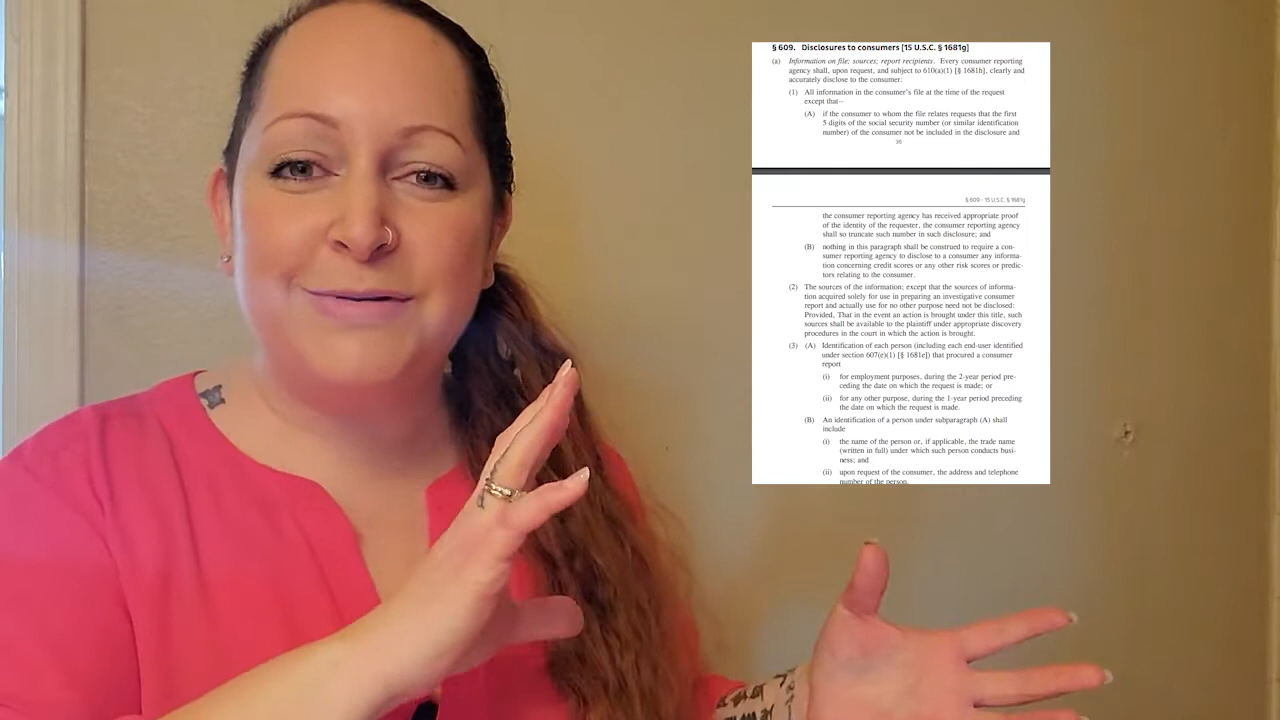 § 609. Disclosures to consumers [15 U.S.C. § 1681g]
(a) Information on file; sources; report recipients. Every consumer reporting
agency shall, upon request, and subject to 610(a)(1) [§ 1681h], clearly and
accurately disclose to the consumer:
(1) All information in the consumer's file at the time of the request
except that--
(A) if the consumer to whom the file relates requests that the first
5 digits of the social security number (or similar identification
number) of the consumer not be included in the disclosure and
§ 609 - 15 U.S.C. § 1681g
the consumer reporting agency has received appropriate proof
of the identity of the requester, the consumer reporting agency
shall so truncate such number in such disclosure; and
(B) nothing in this paragraph shall be construed to require a con-
sumer reporting agency to disclose to a consumer any informa-
tion concerning credit scores or any other risk scores or predic-
tors relating to the consumer.
(2) The sources of the information; except that the sources of informa-
tion acquired solely for use in preparing an investigative consumer
report and actually use for no other purpose need not be disclosed:
Provided, That in the event an action is brought under this title, such
sources shall be available to the plaintiff under appropriate discovery
procedures in the court in which the action is brought.
(3) (A) Identification of each person (including each end-user identified
under section 607(e)(1) [§ 1681e]) that procured a consumer
report
(i) for employment purposes, during the 2-year period pre-
ceding the date on which the request is made; or
(ii) for any other purpose, during the 1-year period preceding
the date on which the request is made.
(B) An identification of a person under subparagraph (A) shall
include
(i) the name of the person or, if applicable, the trade name
(written in full) under which such person conducts busi-
ness; and
(ii) upon request of the consumer, the address and telephone
number of the person.